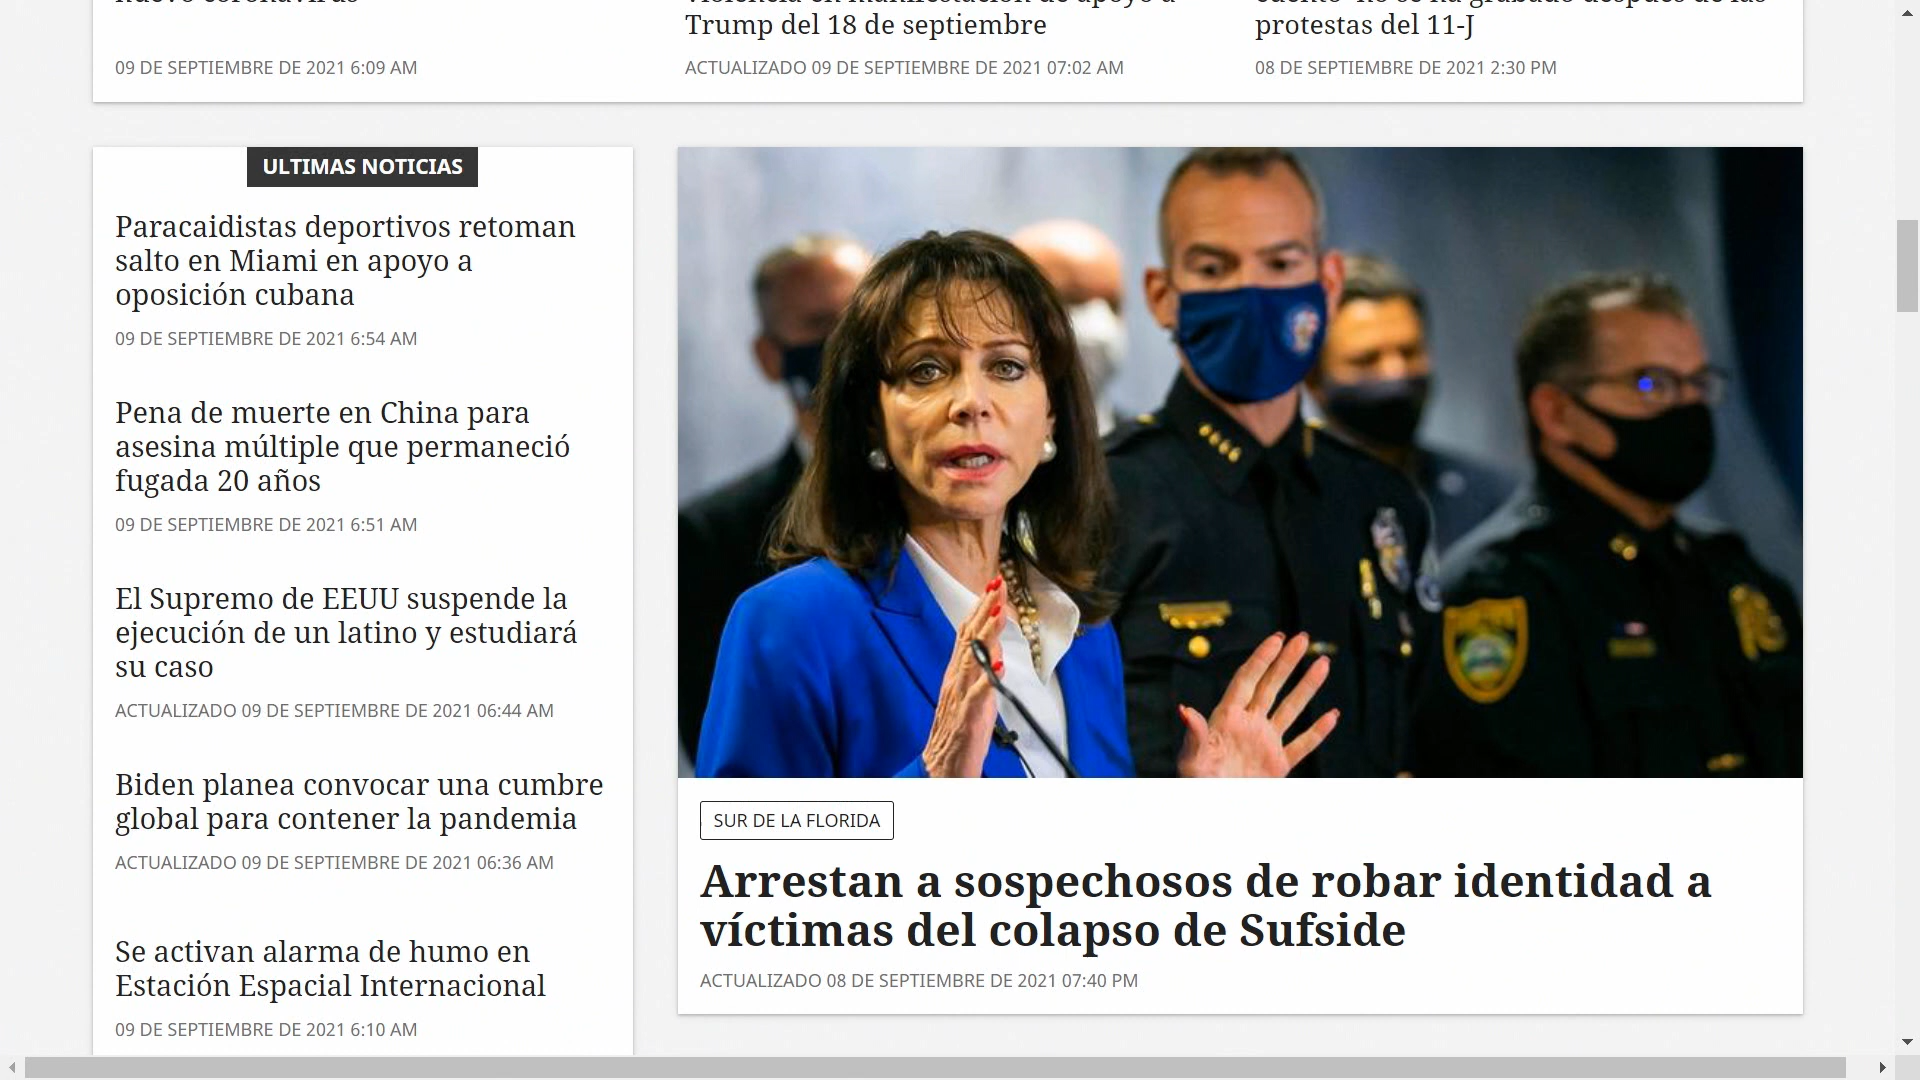 Trump del 18 de septiembre
protestas del 11-J
09 DE SEPTIEMBRE DE 2021 6:09 AM
ACTUALIZADO 09 DE SEPTIEMBRE DE 2021 07:02 AM
08 DE SEPTIEMBRE DE 2021 2:30 PM
ULTIMAS NOTICIAS
Paracaidistas deportivos retoman
salto en Miami en apoyo a
oposición cubana
09 DE SEPTIEMBRE DE 2021 6:54 AM
Pena de muerte en China para
asesina múltiple que permaneció
fugada 20 años
09 DE SEPTIEMBRE DE 2021 6:51 AM
El Supremo de EEUU suspende la
ejecución de un latino y estudiará
su caso
ACTUALIZADO 09 DE SEPTIEMBRE DE 2021 06:44 AM
Biden planea convocar una cumbre
global para contener la pandemia
ACTUALIZADO 09 DE SEPTIEMBRE DE 2021 06:36 AM
Se activan alarma de humo en
Estación Espacial Internacional
09 DE SEPTIEMBRE DE 2021 6:10 AM
SUR DE LA FLORIDA
Arrestan a sospechosos de robar identidad a
víctimas del colapso de Sufside
ACTUALIZADO 08 DE SEPTIEMBRE DE 2021 07:40 PM